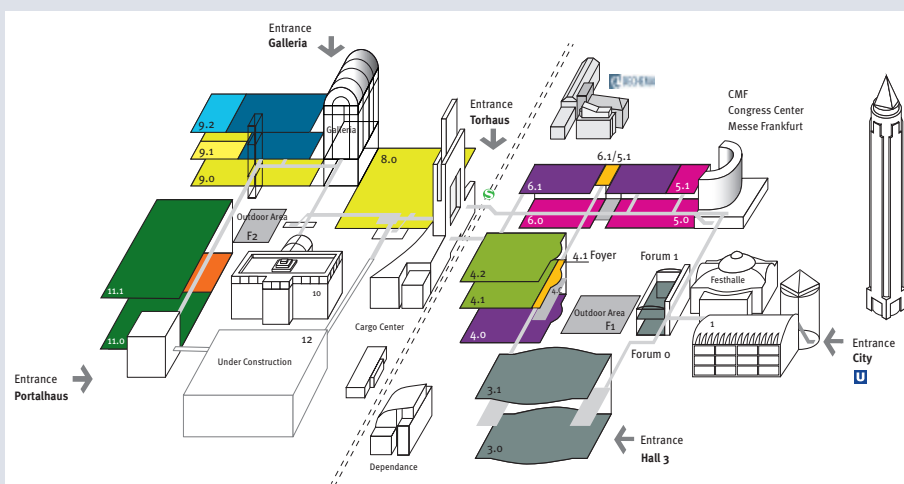 Entrance
Galleria
Entrance
Torhaus
CMF
Congress Center
Messe Frankfurt
9.2
9.1
9.0
Galleria
8.0
6.1/5.1
6.1
5.1
6.0
5.0
S
Outdoor Area
F2
11.1
11.0
10
4.2
4.1
4.0
4.1 Foyer
Forum 1
Festhalle
Cargo Center
Outdoor Area
F1
Forum 0
1
Under Construction
12
Entrance
Portalhaus
Entrance
City
U
3.1
3.0
Entrance
Hall 3
Dependance